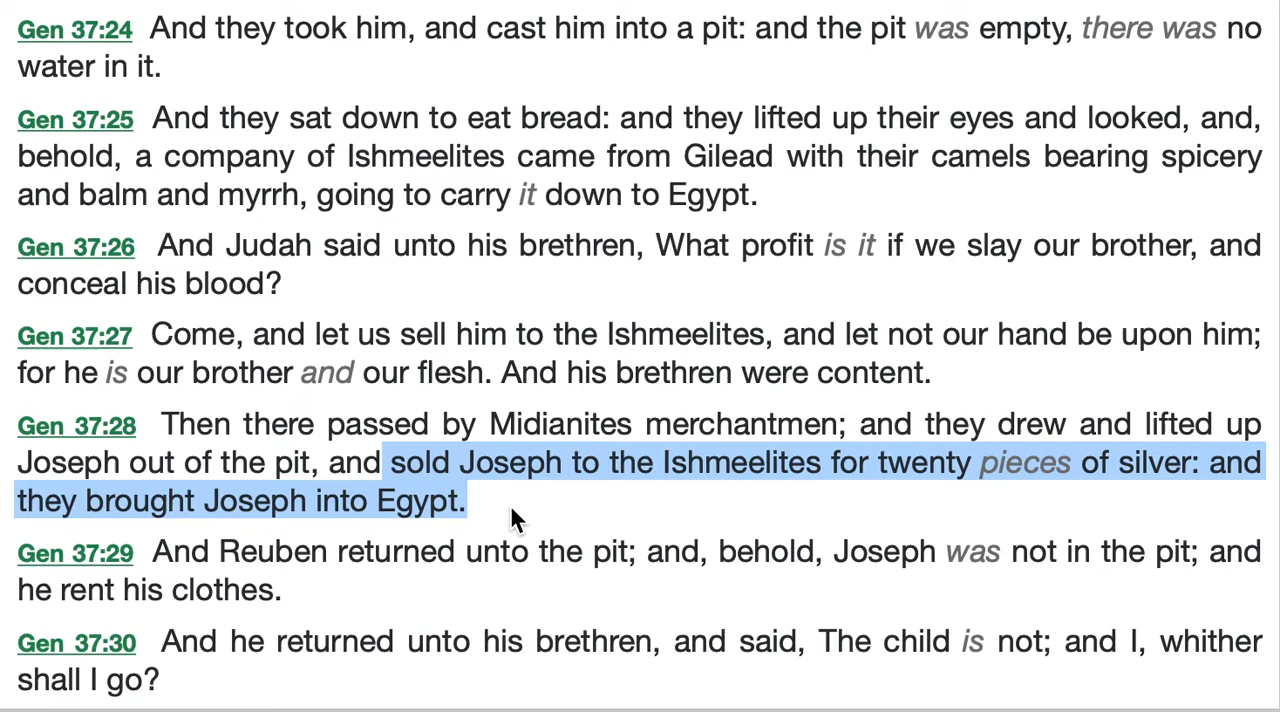 Gen 37:24 And they took him, and cast him into a pit: and the pit was empty, there was no
water in it.
Gen 37:25 And they sat down to eat bread: and they lifted up their eyes and looked, and,
behold, a company of Ishmeelites came from Gilead with their camels bearing spicery
and balm and myrrh, going to carry it down to Egypt.
Gen 37:26 And Judah said unto his brethren, What profit is it if we slay our brother, and
conceal his blood?
Gen 37:27 Come, and let us sell him to the Ishmeelites, and let not our hand be upon him;
for he is our brother and our flesh. And his brethren were content.
Gen 37:28 Then there passed by Midianites merchantmen; and they drew and lifted up
Joseph out of the pit, and sold Joseph to the Ishmeelites for twenty pieces of silver: and
they brought Joseph into Egypt.
Gen 37:29 And Reuben returned unto the pit; and, behold, Joseph was not in the pit; and
he rent his clothes.
Gen 37:30 And he returned unto his brethren, and said, The child is not; and I, whither
shall I go?